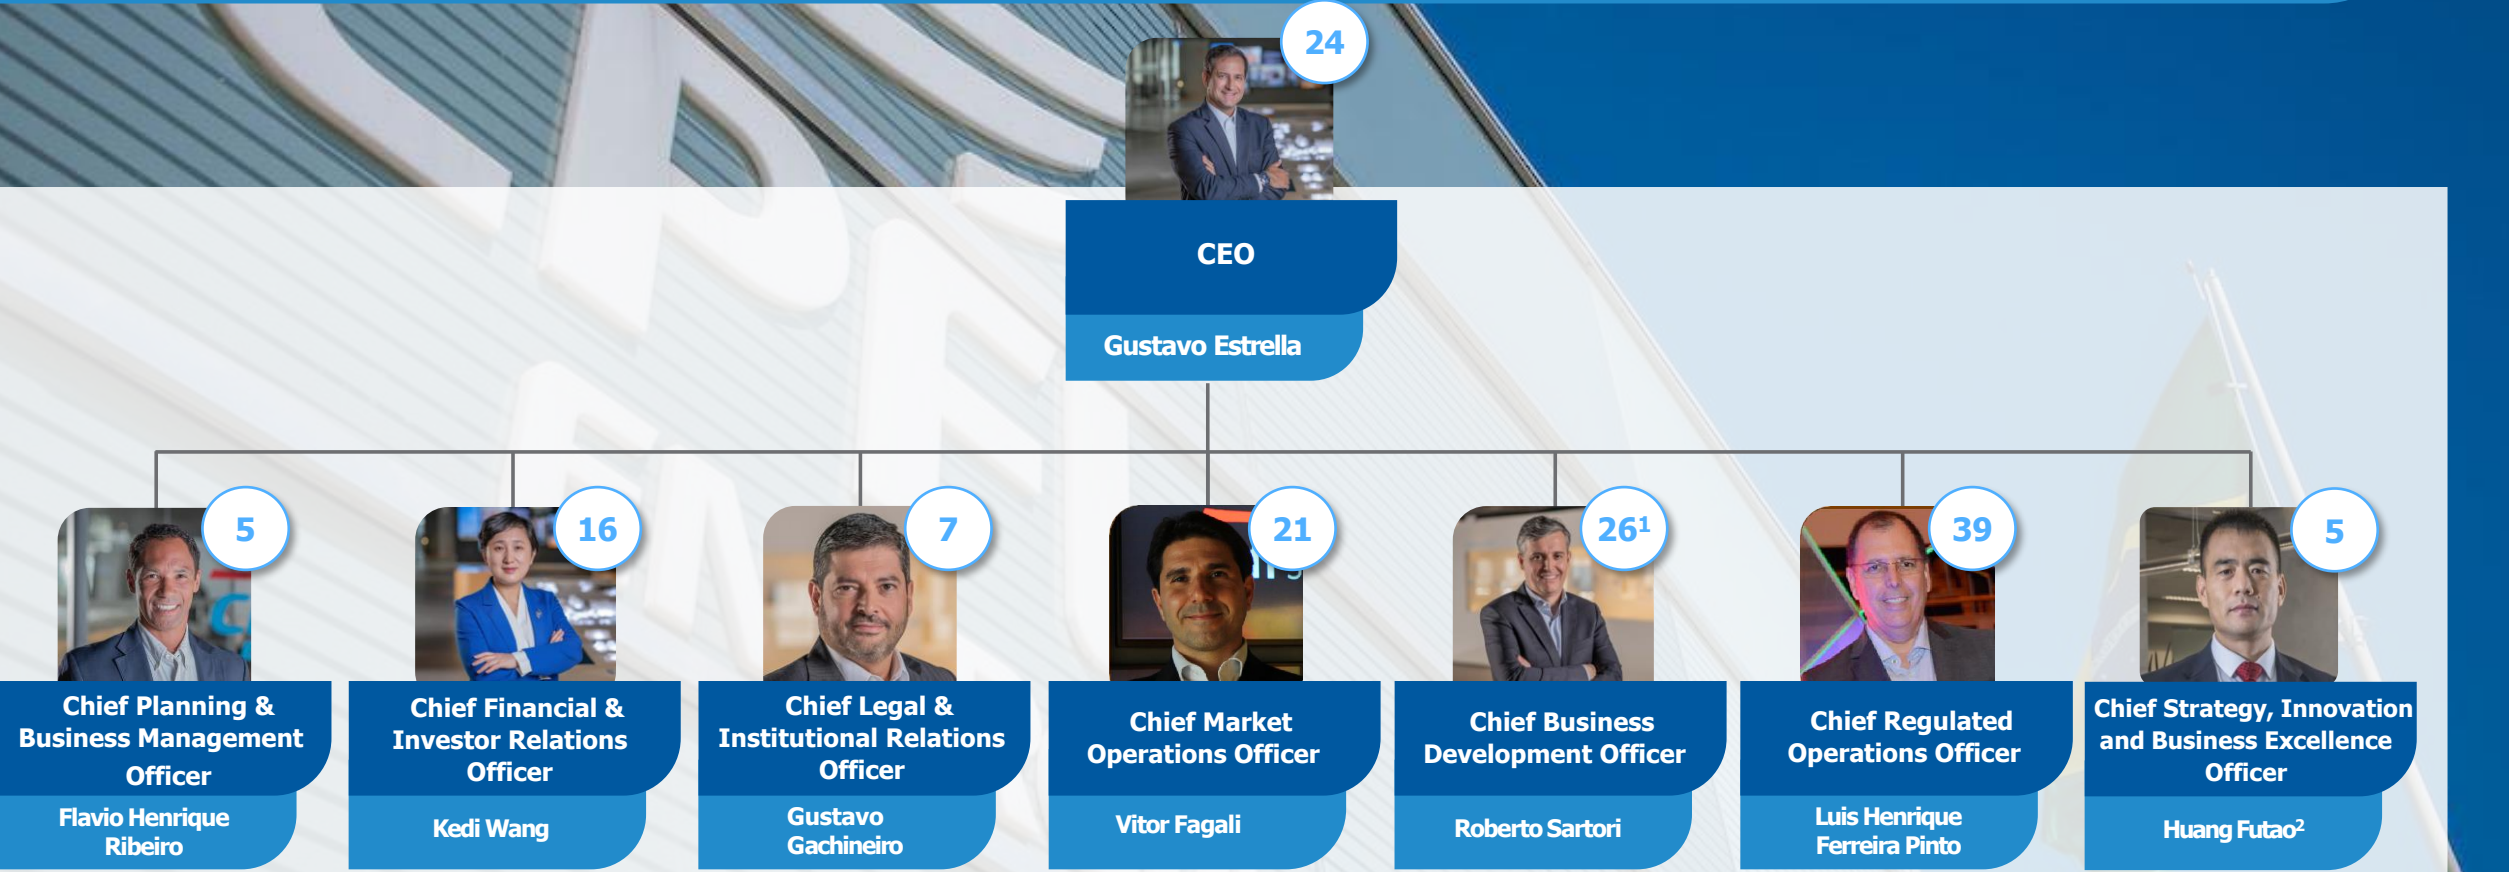 24
CEO
Gustavo Estrella
5
16
7
21
26¹
39
5
Chief Planning &
Business Management
Officer
Flavio Henrique
Ribeiro
Chief Financial &
Investor Relations
Officer
Kedi Wang
Chief Legal &
Institutional Relations
Officer
Gustavo
Gachineiro
Chief Market
Operations Officer
Vitor Fagali
Chief Business
Development Officer
Roberto Sartori
Chief Regulated
Operations Officer
Luis Henrique
Ferreira Pinto
Chief Strategy, Innovation
and Business Excellence
Officer
Huang Futao²